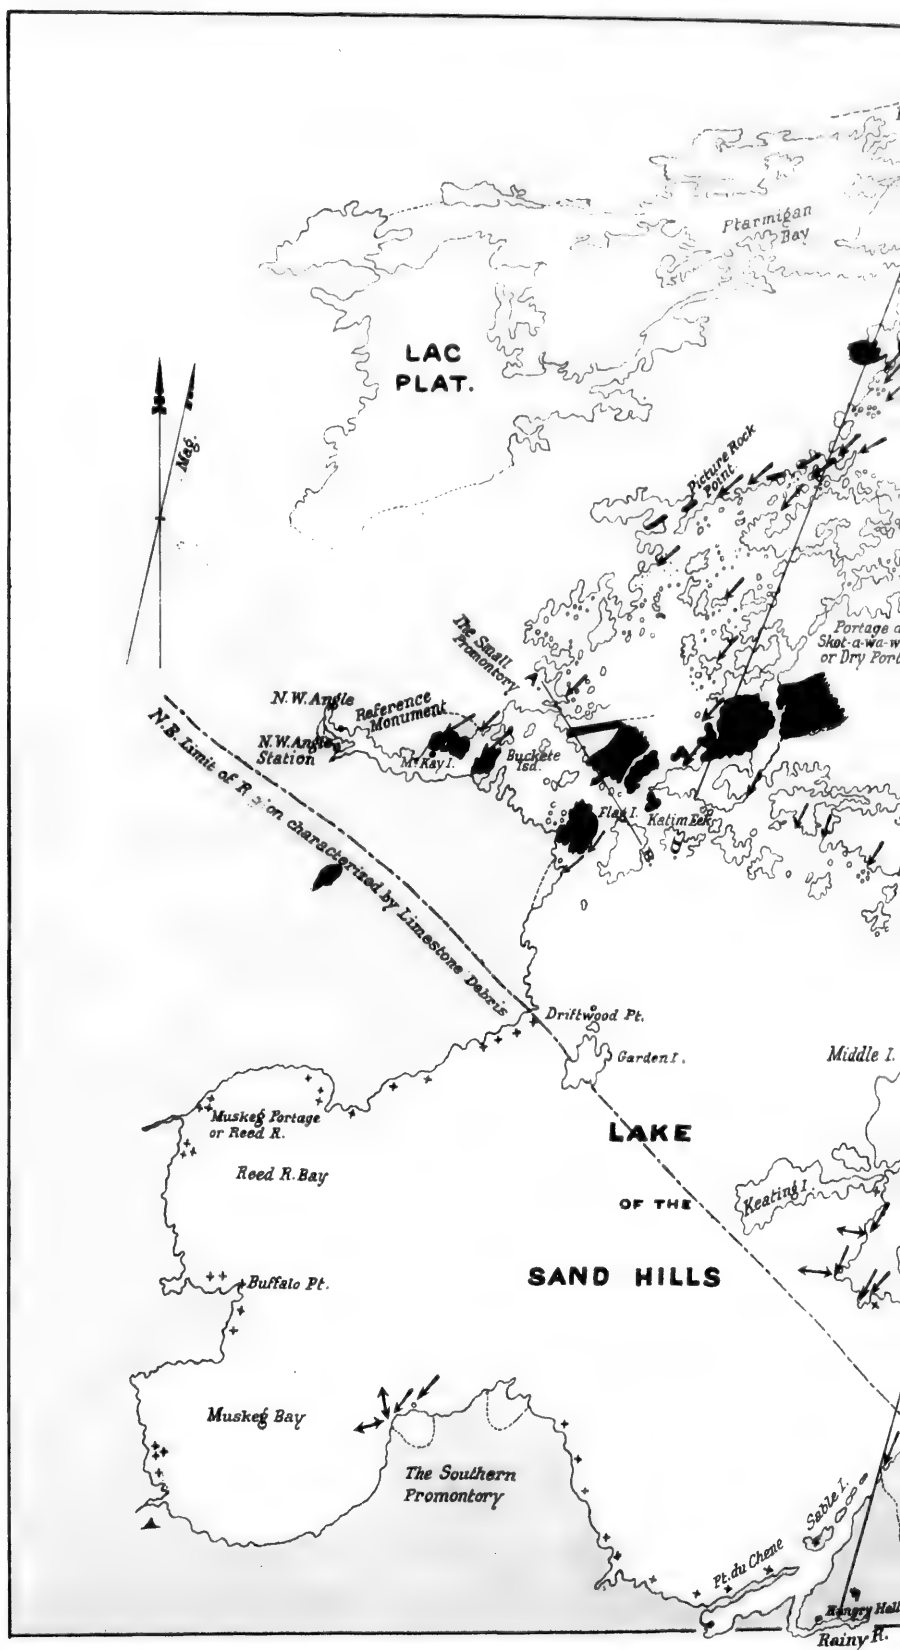 Ptarmigan
Bay
LAC
PLAT.
Mag.
Picture Rock
Point.
The Small
Promontory
A.
Portage
Skot-a-wa-w
or Dry Port
N.W. Angle
Reference
Monument
N.W. Angle
Station
McKay I.
Buckete
Isd.
Flag I.
B.
N.E. Limit of Region characterized by Limestone Debris
Driftwood Pt.
Garden I.
Middle I.
Muskeg Portage
or Reed R.
Reed R. Bay
LAKE
OF THE
SAND HILLS
Keating I.
Buffalo Pt.
Muskeg Bay
The Southern
Promontory
Sable I.
Pt. du Chene
Hungry Hall
Rainy R.